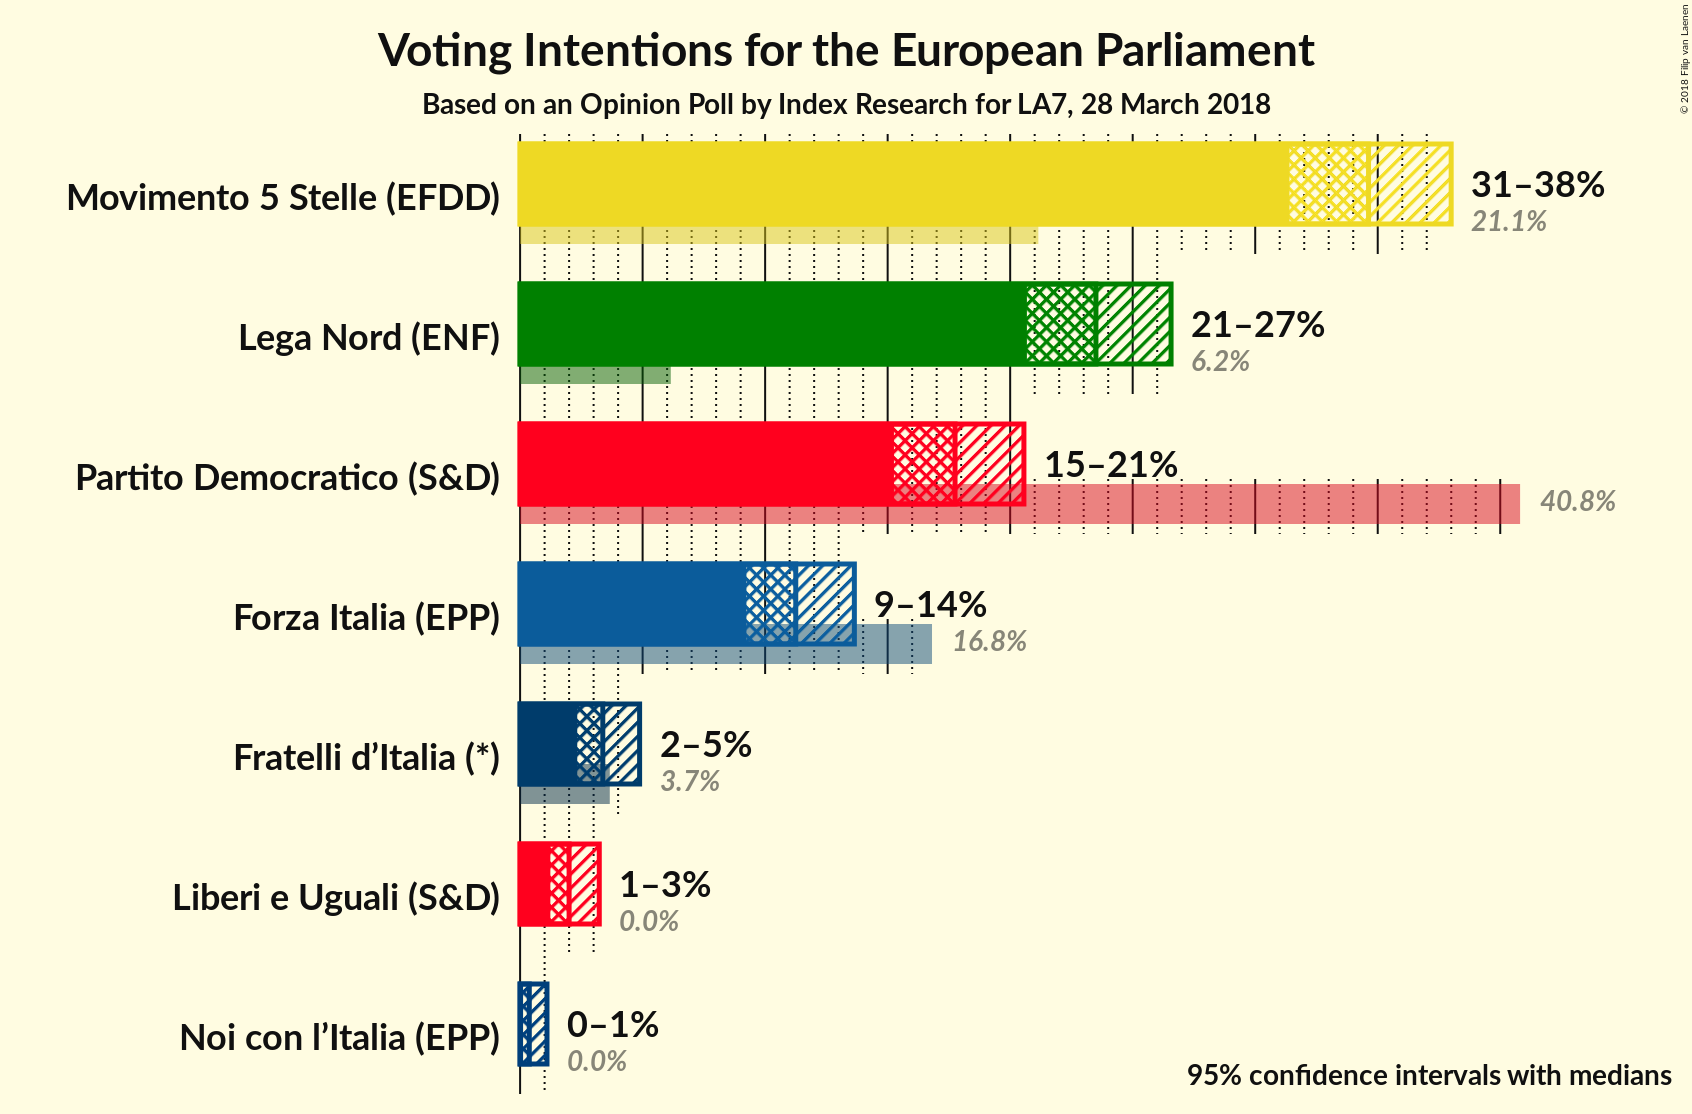 Voting Intentions for the European Parliament
Based on an Opinion Poll by Index Research for LA7, 28 March 2018
© 2018 Filip van Laenen
Movimento 5 Stelle (EFDD)
31–38%
21.1%
Lega Nord (ENF)
21–27%
6.2%
Partito Democratico (S&D)
15–21%
40.8%
Forza Italia (EPP)
9–14%
16.8%
Fratelli d’Italia (*)
2–5%
3.7%
Liberi e Uguali (S&D)
1–3%
0.0%
Noi con l’Italia (EPP)
0–1%
0.0%
95% confidence intervals with medians